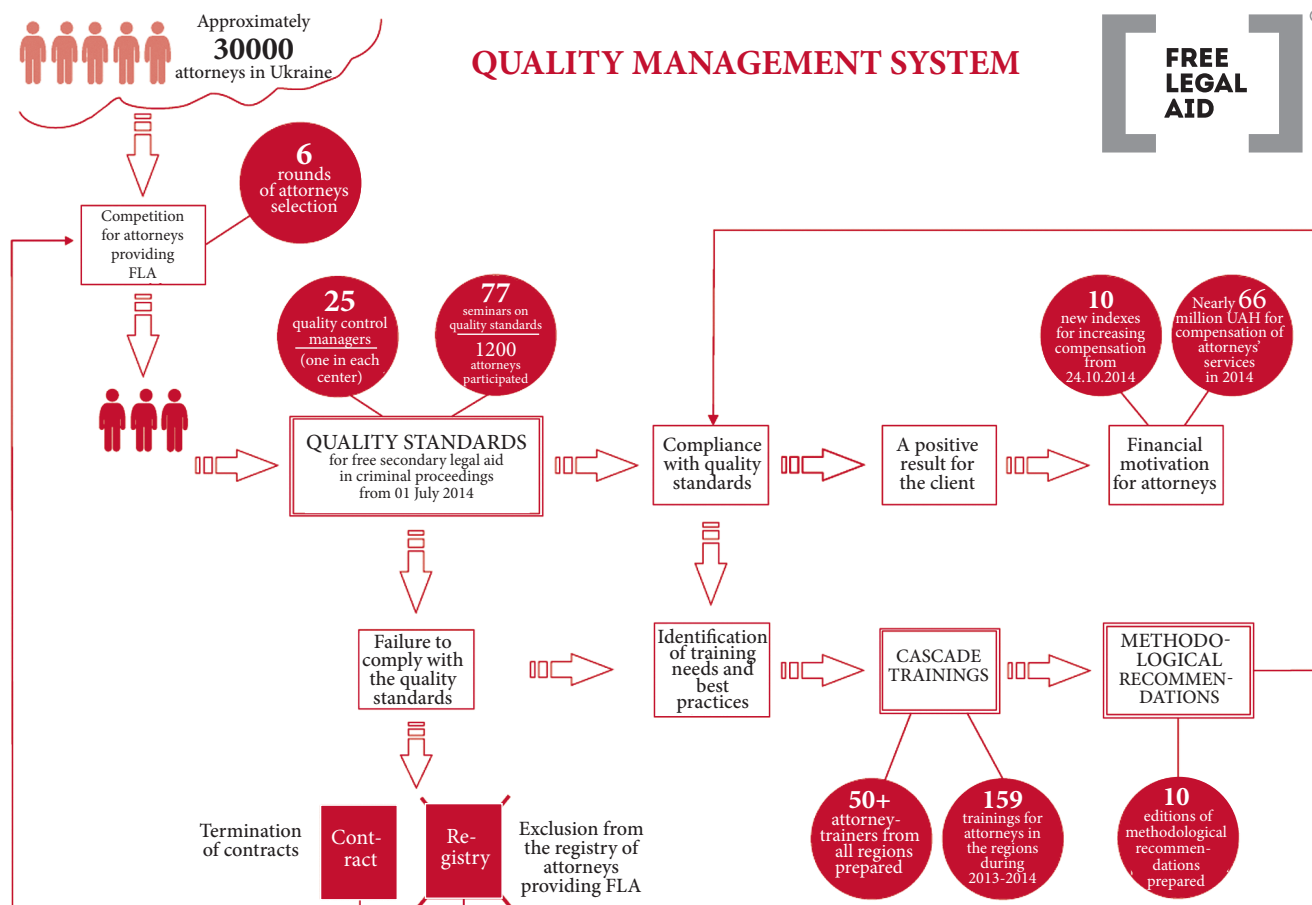 Approximately
30000
attorneys in Ukraine
QUALITY MANAGEMENT SYSTEM
FREE
LEGAL
AID
6
rounds
of attorneys
selection
Competition
for attorneys
providing
FLA
25
quality control
managers
(one in each
center)
77
seminars on
quality standards
1200
attorneys
participated
10
new indexes
for increasing
compensation
from
24.10.2014
Nearly 66
million UAH for
compensation of
attorneys'
services
in 2014
QUALITY STANDARDS
for free secondary legal aid
in criminal proceedings
from 01 July 2014
Compliance
with quality
standards
A positive
result for
the client
Financial
motivation
for attorneys
Failure to
comply with
the quality
standards
Identification
of training
needs and
best
practices
CASCADE
TRAININGS
METHODO-
LOGICAL
RECOMMEN-
DATIONS
50+
attorney-
trainers from
all regions
prepared
159
trainings for
attorneys in
the regions
during
2013-2014
10
editions of
methodological
recommen-
dations
prepared
Termination
of contracts
Cont-
ract
Re-
gistry
Exclusion from
the registry of
attorneys
providing FLA